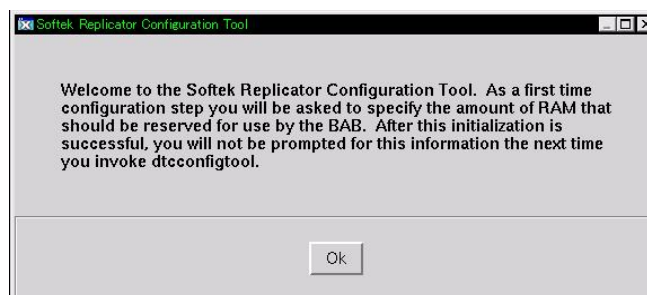 Softek Replicator Configuration Tool
Welcome to the Softek Replicator Configuration Tool. As a first time
configuration step you will be asked to specify the amount of RAM that
should be reserved for use by the BAB. After this initialization is
successful, you will not be prompted for this information the next time
you invoke dtcconfigtool.
Ok